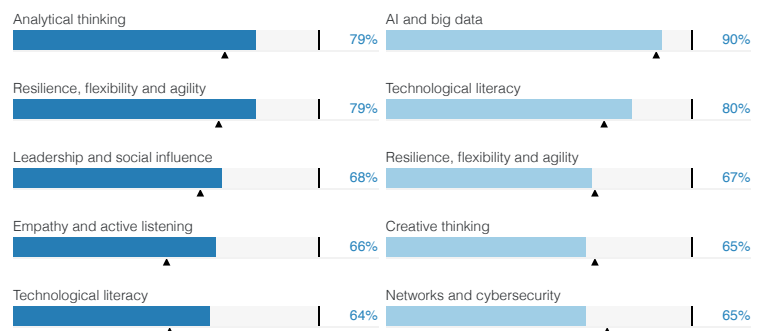 Analytical thinking
79%
Resilience, flexibility and agility
79%
Leadership and social influence
68%
Empathy and active listening
66%
Technological literacy
64%
AI and big data
90%
Technological literacy
80%
Resilience, flexibility and agility
67%
Creative thinking
65%
Networks and cybersecurity
65%